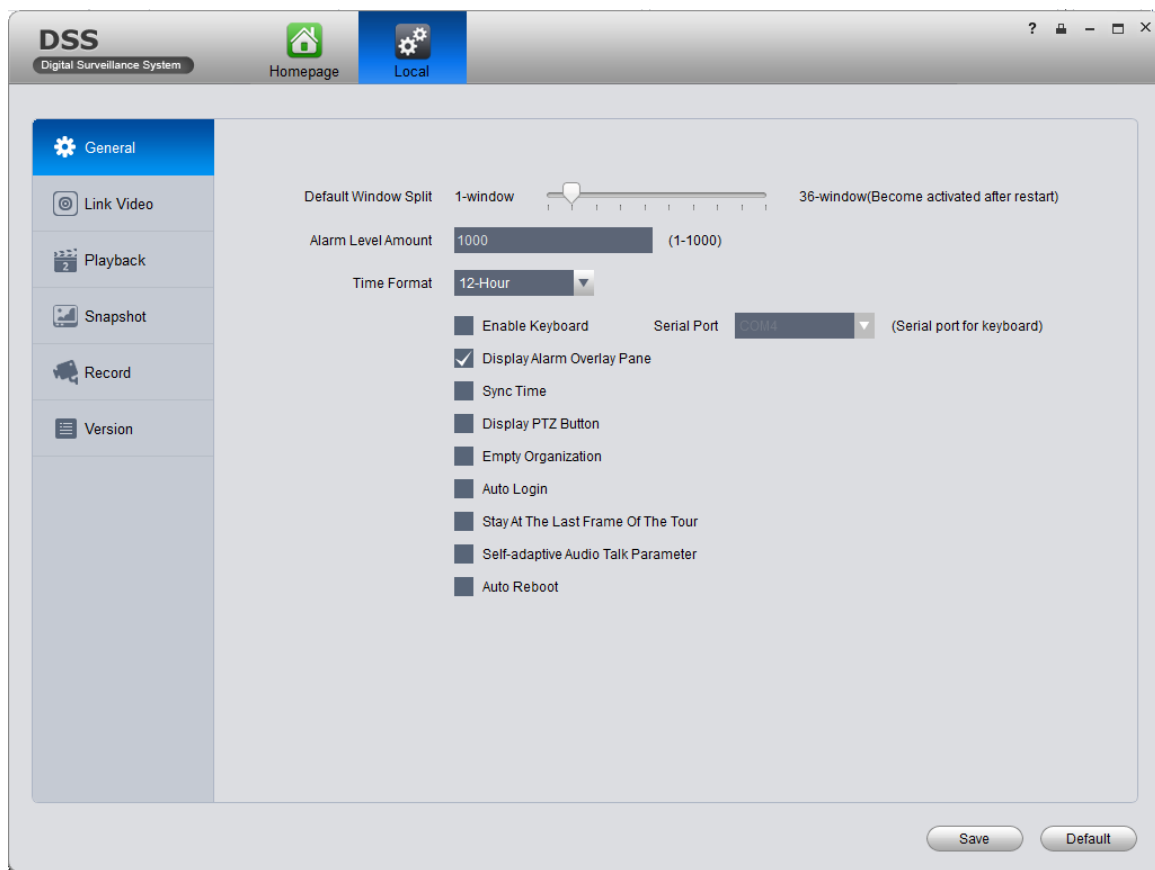 DSS
Digital Surveillance System
Homepage
Local
?
General
Link Video
Playback
Snapshot
Record
Version
Default Window Split 1-window 36-window(Become activated after restart)
Alarm Level Amount 1000 (1-1000)
Time Format 12-Hour
Enable Keyboard Serial Port COM4 (Serial port for keyboard)
Display Alarm Overlay Pane
Sync Time
Display PTZ Button
Empty Organization
Auto Login
Stay At The Last Frame Of The Tour
Self-adaptive Audio Talk Parameter
Auto Reboot
Save Default